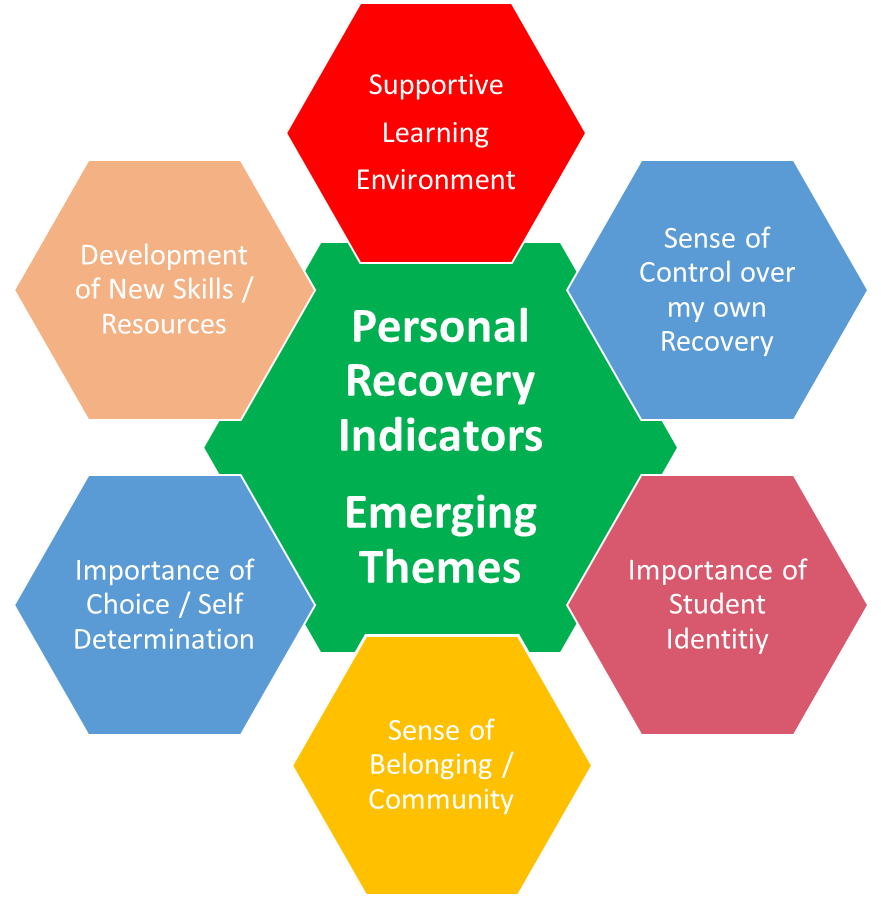 Supportive
Learning
Environment
Sense of
Control over
my own
Recovery
Importance of
Student
Identitiy
Sense of
Belonging /
Community
Importance of
Choice / Self
Determination
Development
of New Skills /
Resources
Personal
Recovery
Indicators
Emerging
Themes